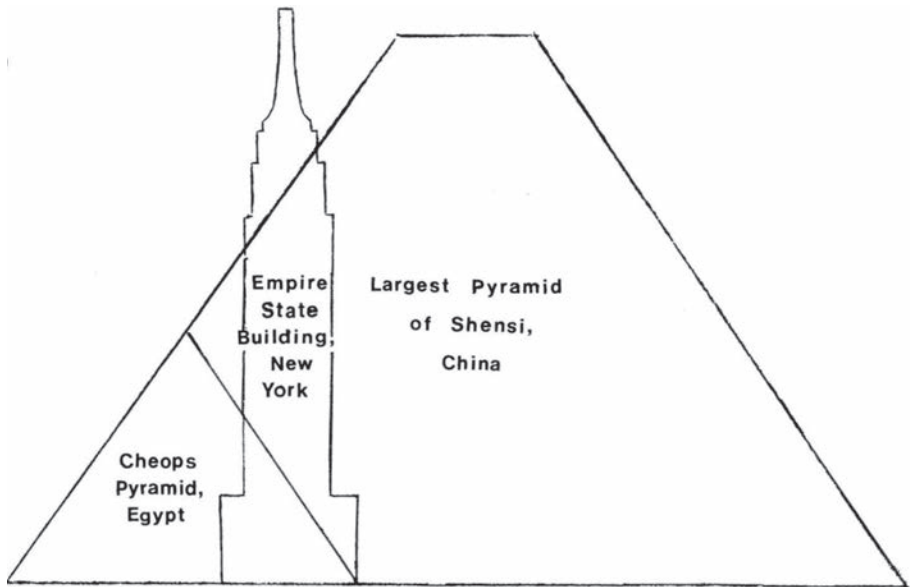 Empire
State
Building,
New
York
Largest Pyramid
of Shensi,
China
Cheops
Pyramid,
Egypt